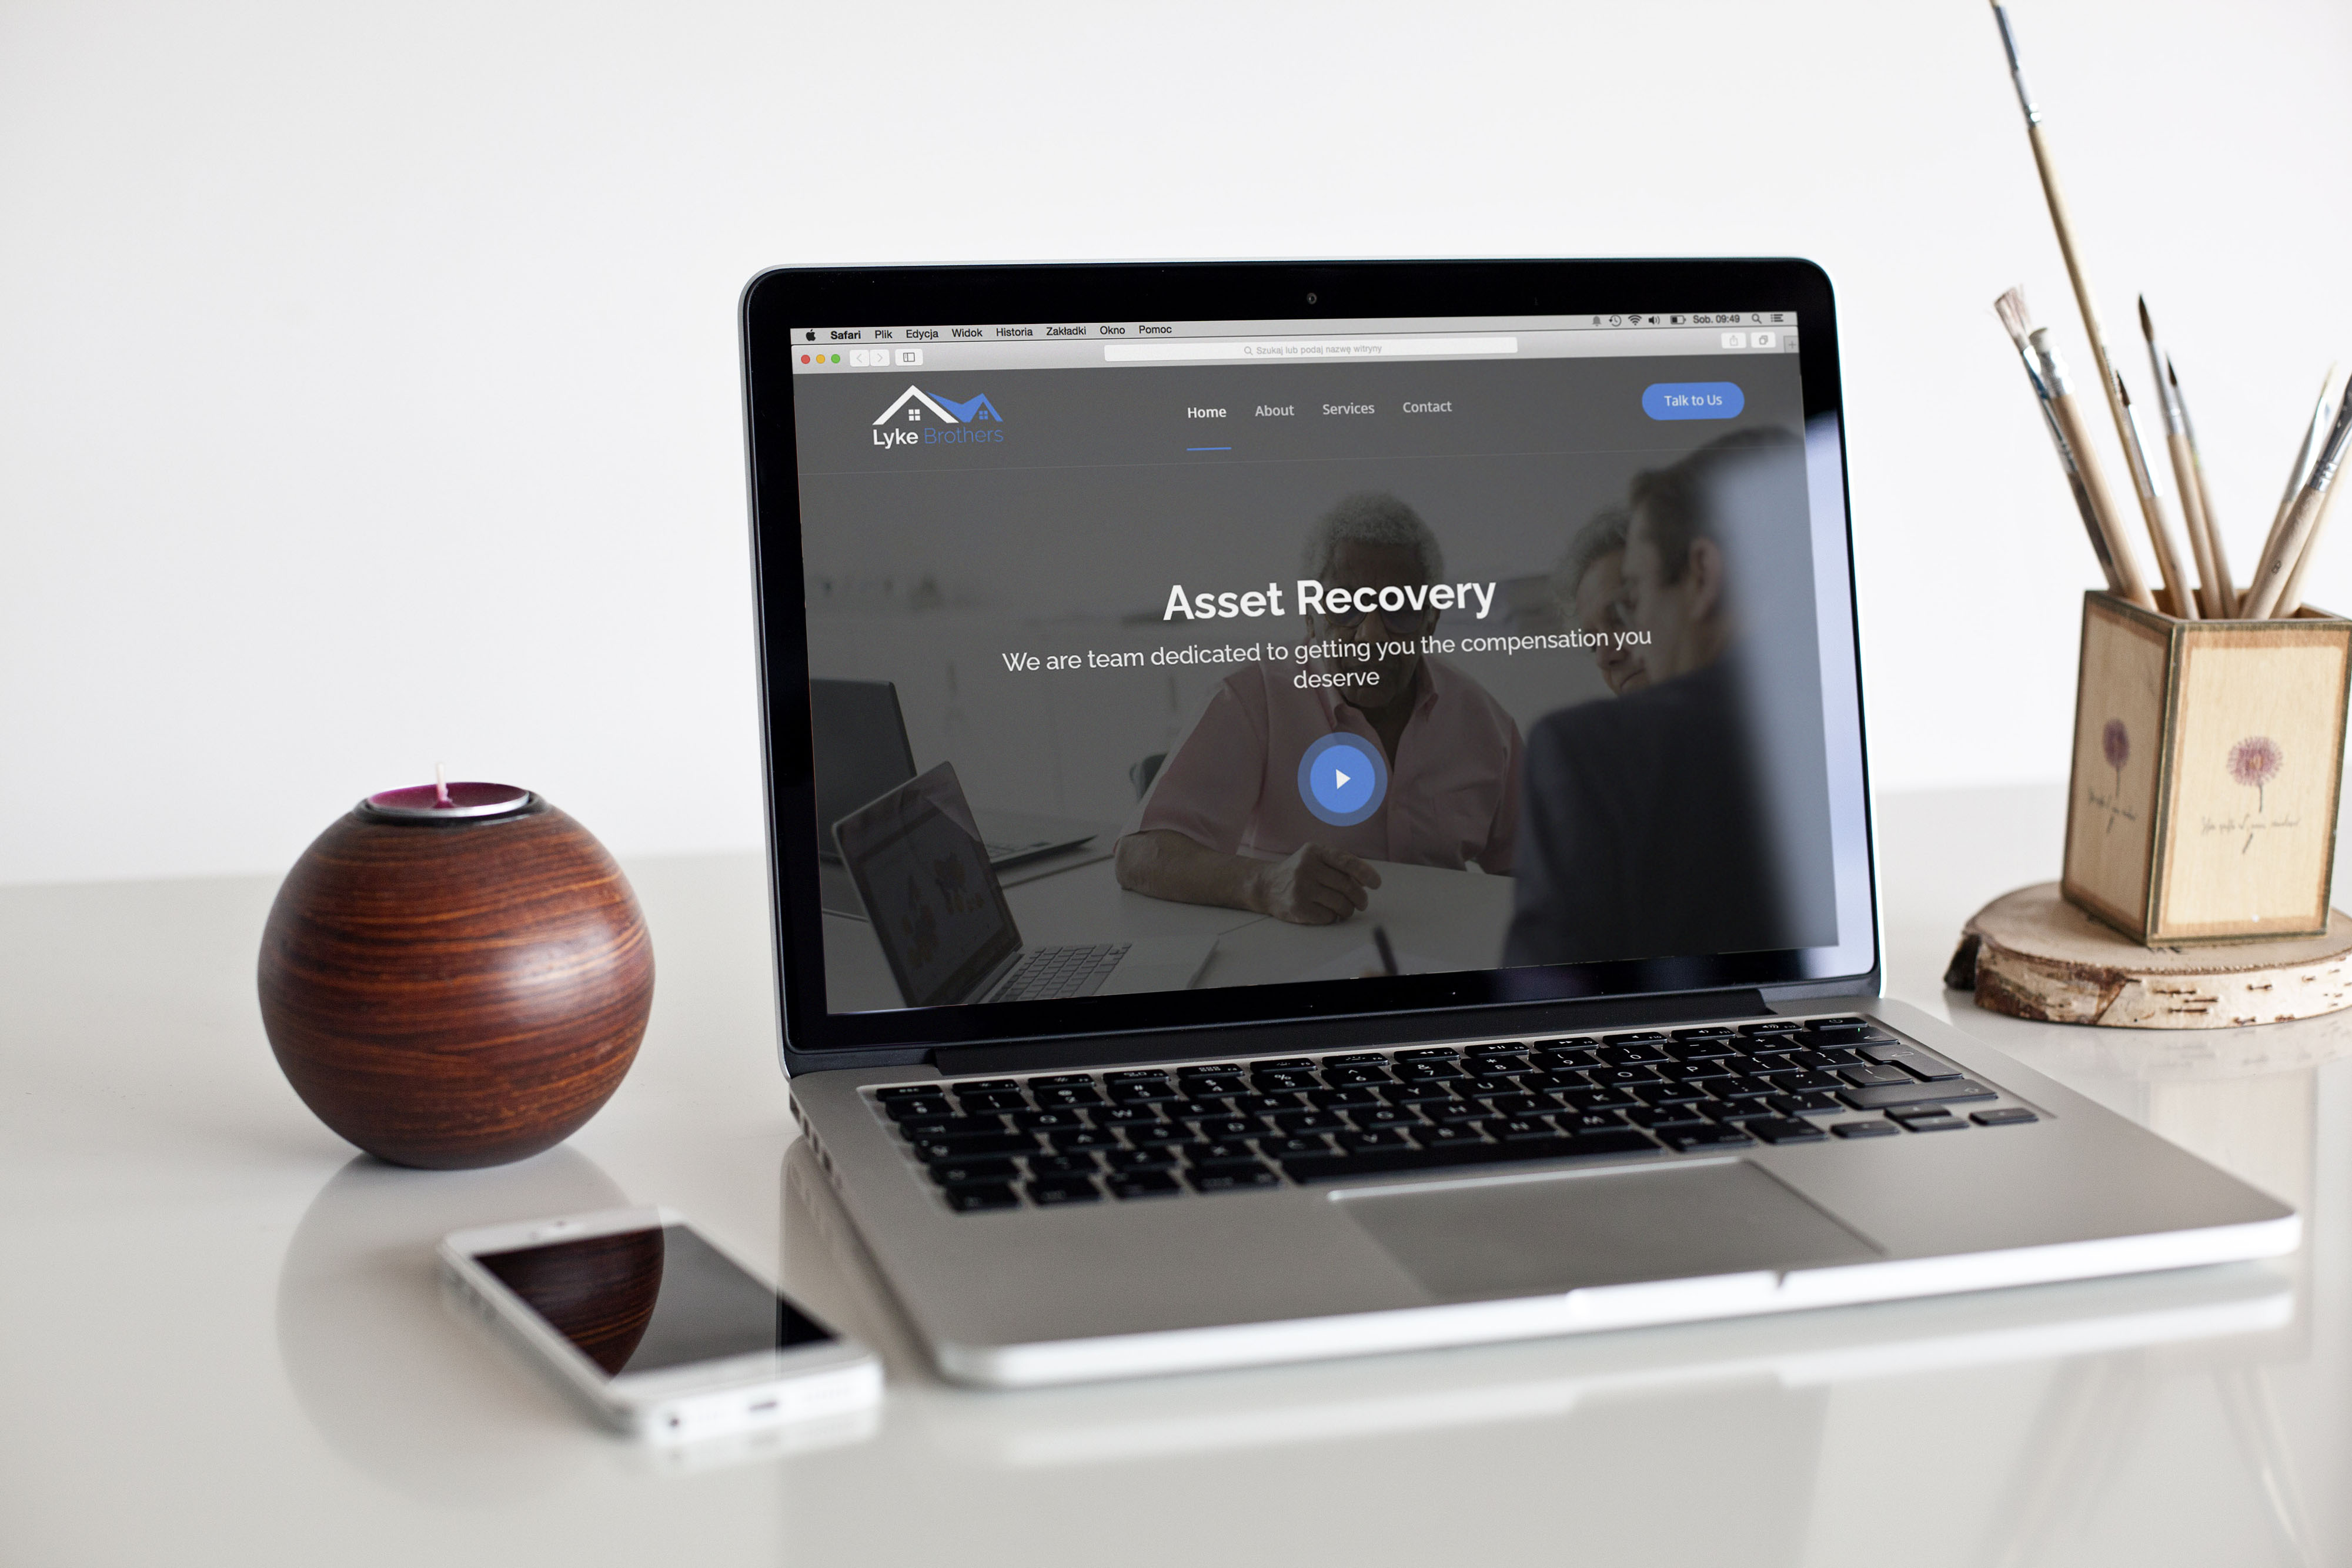 Safari Plik Edycja Widok Historia Zakładki Okno Pomoc Sob. 09:49
Szukaj lub podaj nazwę witryny
Lyke Brothers
Home About Services Contact
Talk to Us
Asset Recovery
We are team dedicated to getting you the compensation you
deserve